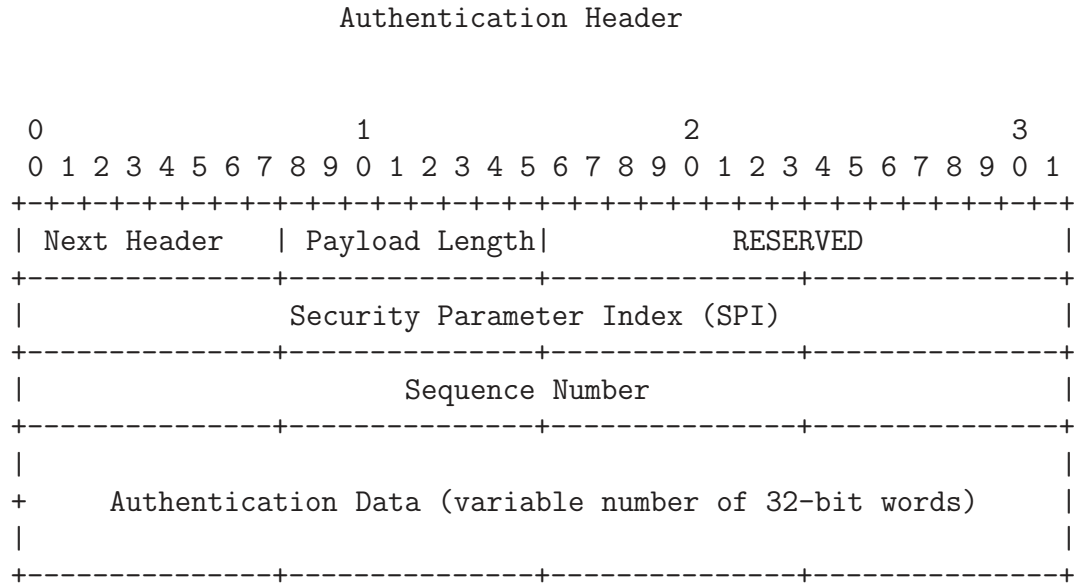 Authentication Header
0                   1                   2                   3
0 1 2 3 4 5 6 7 8 9 0 1 2 3 4 5 6 7 8 9 0 1 2 3 4 5 6 7 8 9 0 1
+-+-+-+-+-+-+-+-+-+-+-+-+-+-+-+-+-+-+-+-+-+-+-+-+-+-+-+-+-+-+-+-+
| Next Header   | Payload Length|           RESERVED            |
+---------------+---------------+---------------+---------------+
|                Security Parameter Index (SPI)                 |
+---------------+---------------+---------------+---------------+
|                       Sequence Number                         |
+---------------+---------------+---------------+---------------+
|                                                               |
+     Authentication Data (variable number of 32-bit words)     |
|                                                               |
+---------------+---------------+---------------+---------------+